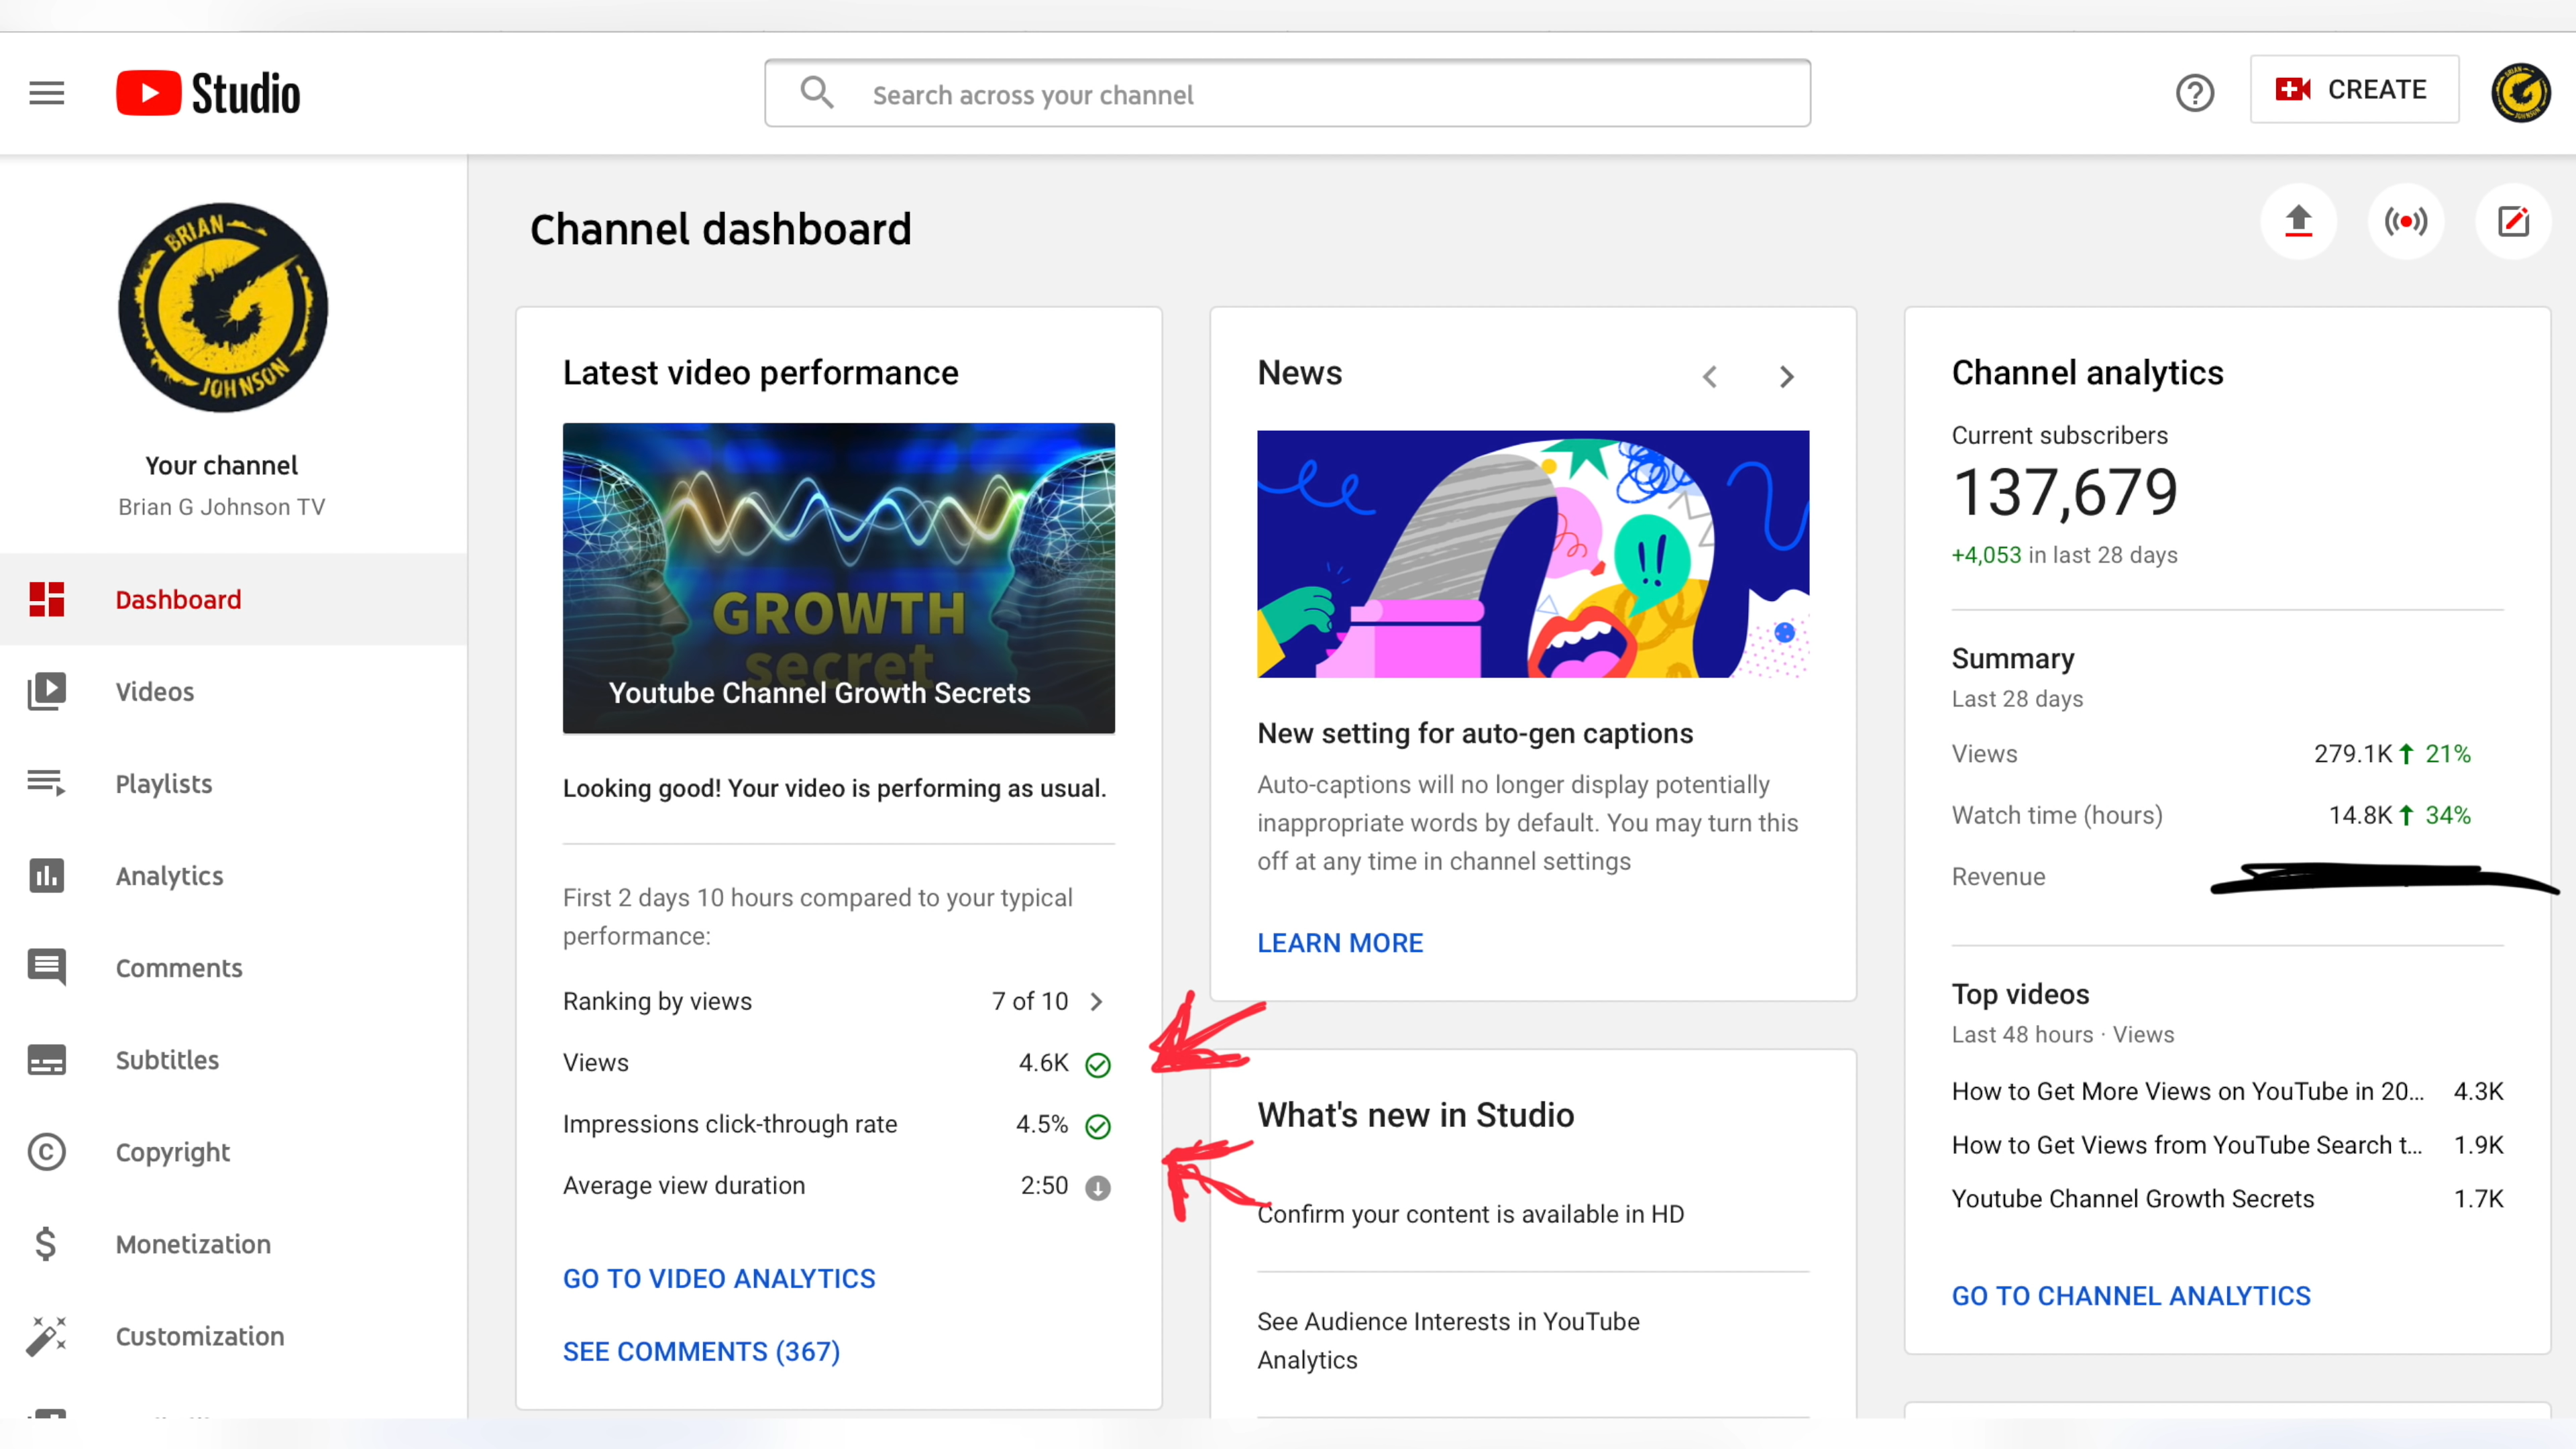 Studio
Search across your channel
CREATE
BRIAN
JOHNSON
Your channel
Brian G Johnson TV
Dashboard
Videos
Playlists
Analytics
Comments
Subtitles
Copyright
Monetization
Customization
Channel dashboard
Latest video performance
GROWTH
secret
Youtube Channel Growth Secrets
Looking good! Your video is performing as usual.
First 2 days 10 hours compared to your typical
performance:
Ranking by views 7 of 10
Views 4.6K
Impressions click-through rate 4.5%
Average view duration 2:50
GO TO VIDEO ANALYTICS
SEE COMMENTS (367)
News
!!
New setting for auto-gen captions
Auto-captions will no longer display potentially
inappropriate words by default. You may turn this
off at any time in channel settings
LEARN MORE
What's new in Studio
Confirm your content is available in HD
See Audience Interests in YouTube
Analytics
Channel analytics
Current subscribers
137,679
+4,053 in last 28 days
Summary
Last 28 days
Views 279.1K 21%
Watch time (hours) 14.8K 34%
Revenue
Top videos
Last 48 hours · Views
How to Get More Views on YouTube in 20... 4.3K
How to Get Views from YouTube Search t... 1.9K
Youtube Channel Growth Secrets 1.7K
GO TO CHANNEL ANALYTICS